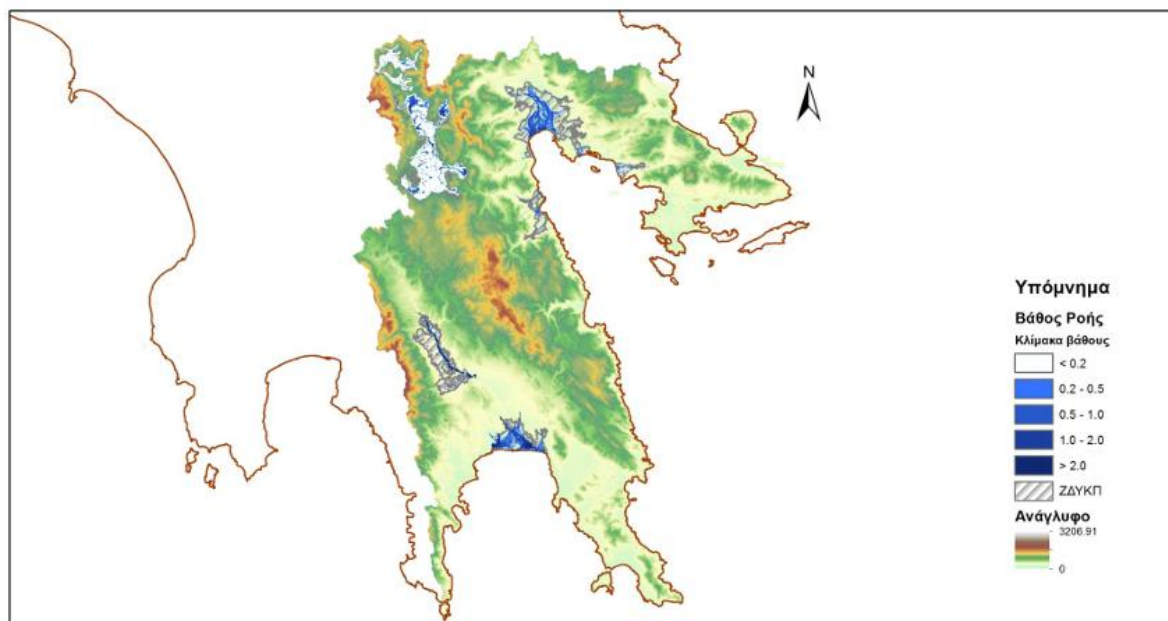 N
Υπόμνημα
Βάθος Ροής
Κλίμακα βάθους
< 0.2
0.2 - 0.5
0.5 - 1.0
1.0 - 2.0
> 2.0
ΖΔΥΚΠ
Ανάγλυφο
3206.91
0